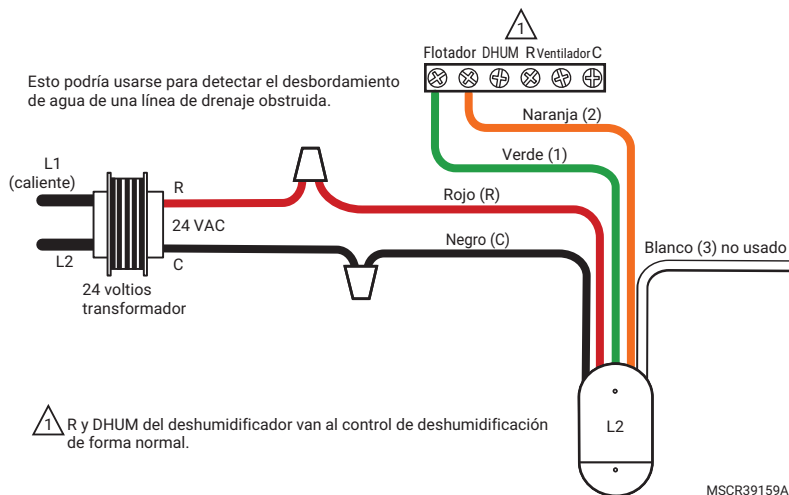 1
Flotador DHUM R Ventilador C
Esto podría usarse para detectar el desbordamiento
de agua de una línea de drenaje obstruida.
Naranja (2)
Verde (1)
L1
(caliente)
R
Rojo (R)
24 VAC
Negro (C)
Blanco (3) no usado
L2
C
24 voltios
transformador
1 R y DHUM del deshumidificador van al control de deshumidificación
de forma normal.
L2
MSCR39159A